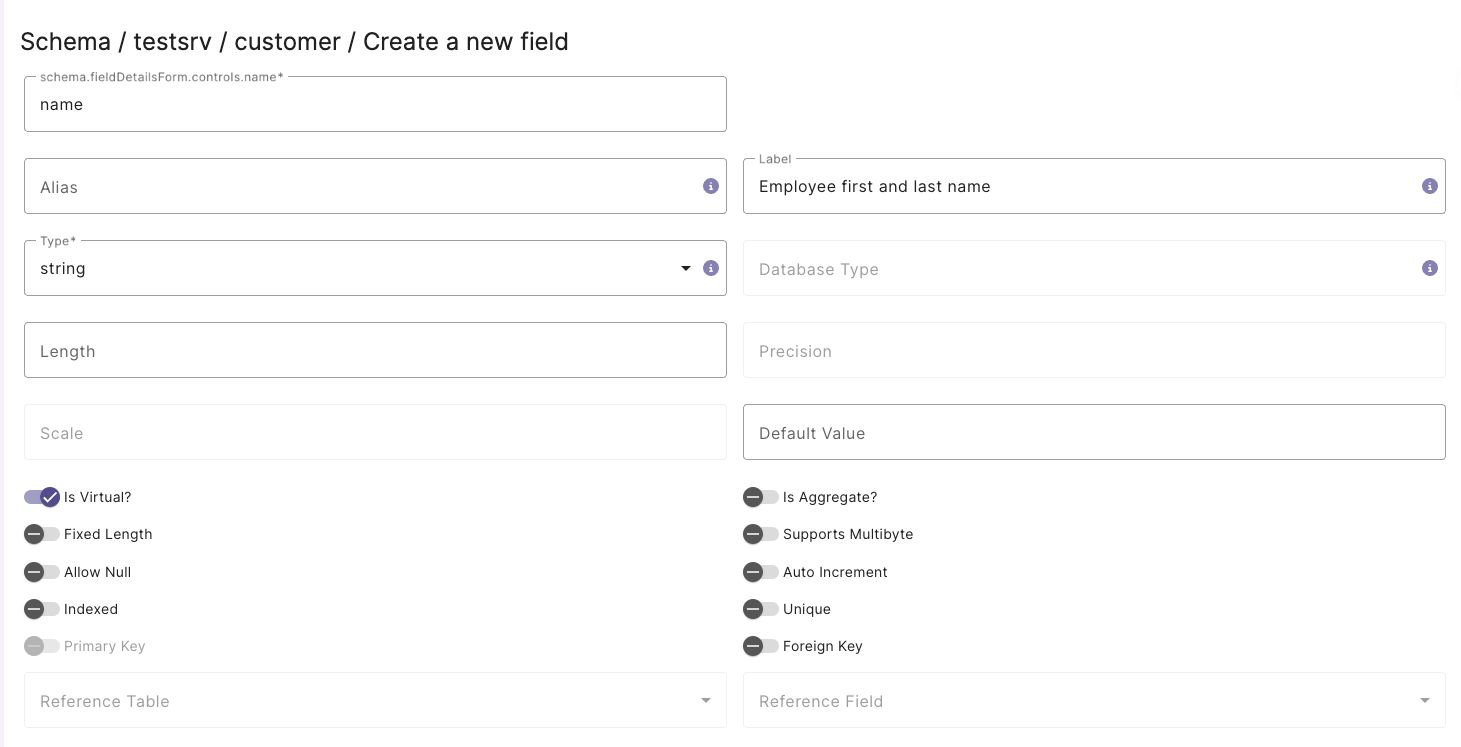 Schema / testsrv / customer / Create a new field
schema.fieldDetailsForm.controls.name*
name
Alias
Label
Employee first and last name
Type*
string
Database Type
Length
Precision
Scale
Default Value
Is Virtual?
Is Aggregate?
Fixed Length
Supports Multibyte
Allow Null
Auto Increment
Indexed
Unique
Primary Key
Foreign Key
Reference Table
Reference Field